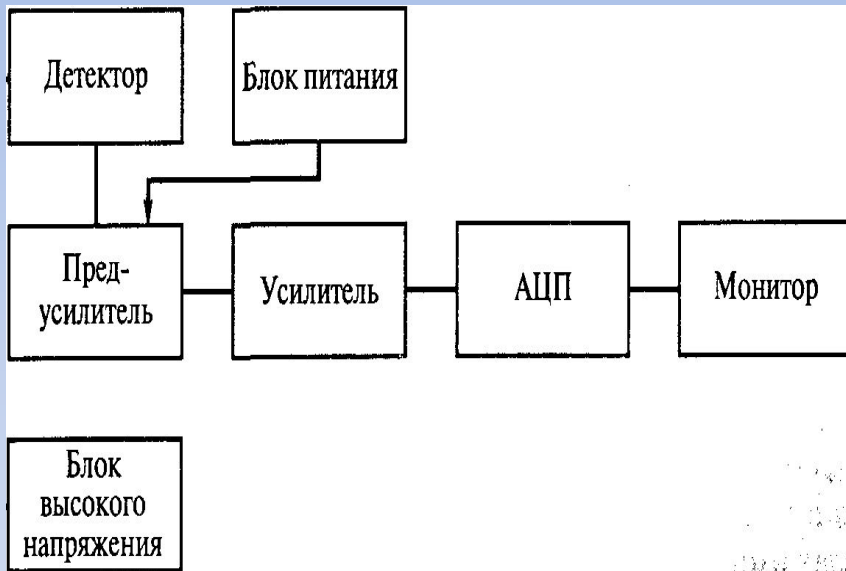 Детектор
Блок питания
Пред-
усилитель
Усилитель
АЦП
Монитор
Блок
высокого
напряжения